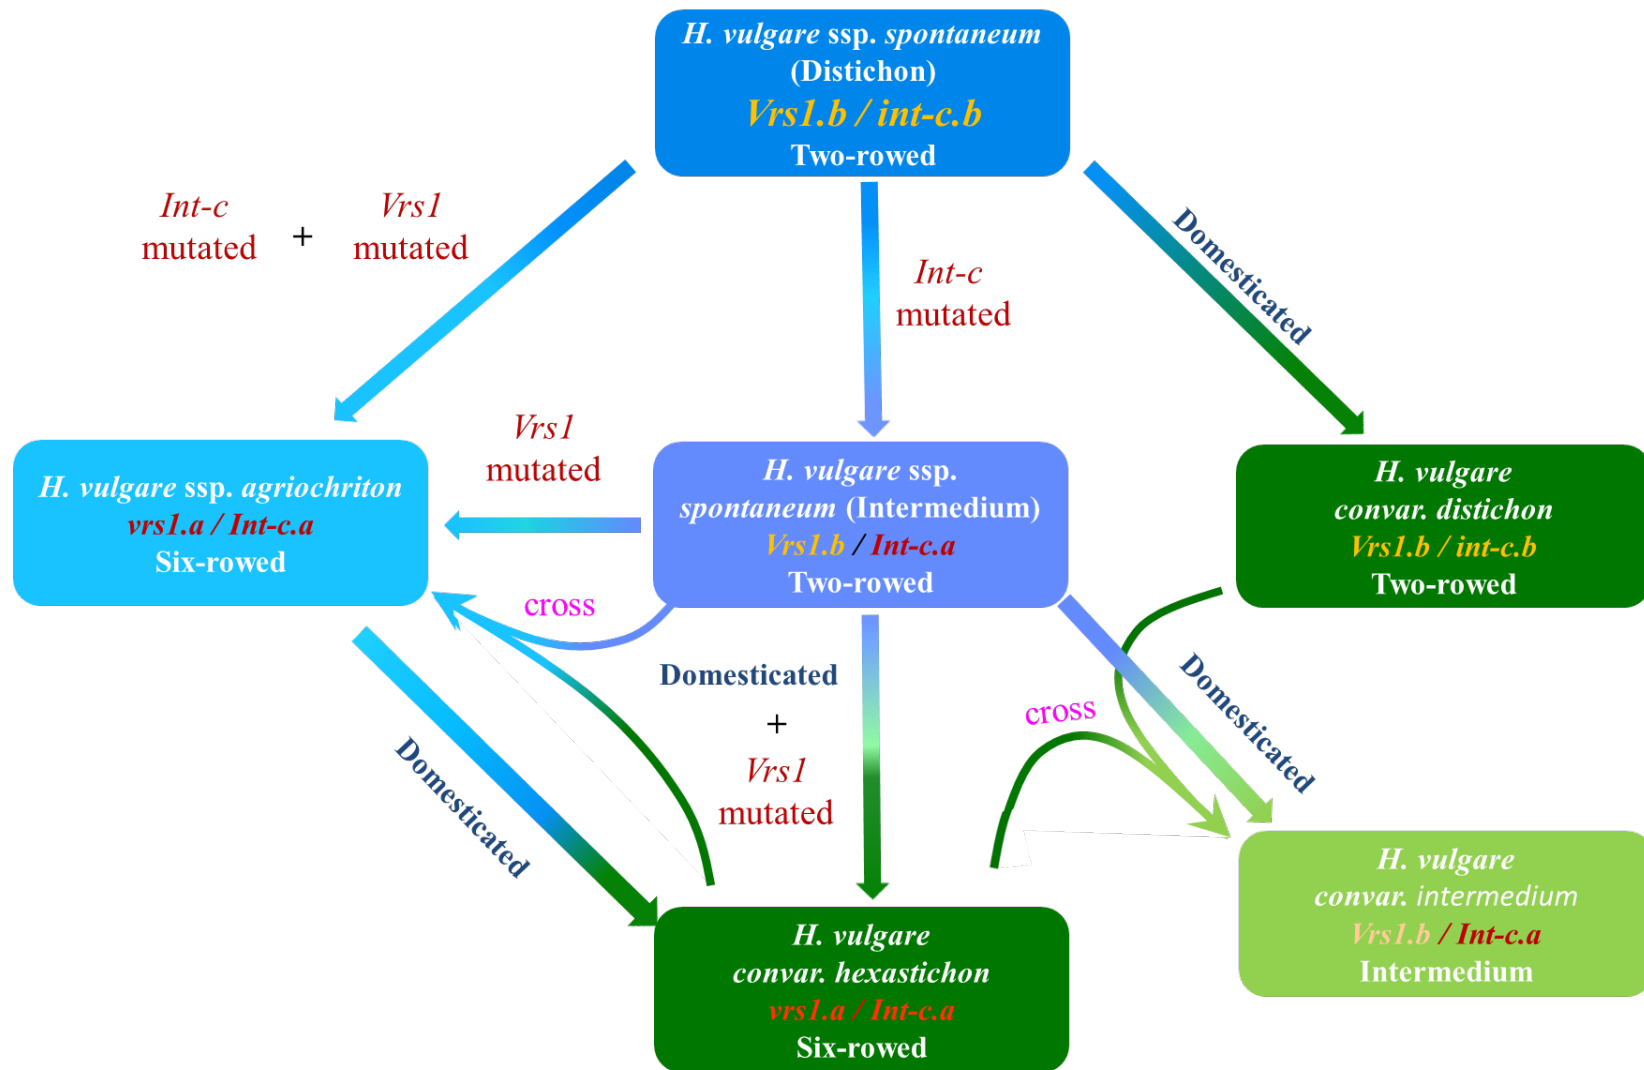 H. vulgare ssp. spontaneum
(Distichon)
Vrs1.b / int-c.b
Two-rowed
Int-c
mutated
+
Vrs1
mutated
Int-c
mutated
Domesticated
H. vulgare ssp. agriochriton
vrs1.a / Int-c.a
Six-rowed
Vrs1
mutated
H. vulgare ssp.
spontaneum (Intermedium)
Vrs1.b / Int-c.a
Two-rowed
H. vulgare
convar. distichon
Vrs1.b / int-c.b
Two-rowed
cross
Domesticated
+
Vrs1
mutated
cross
Domesticated
Domesticated
H. vulgare
convar. hexastichon
vrs1.a / Int-c.a
Six-rowed
H. vulgare
convar. intermedium
Vrs1.b / Int-c.a
Intermedium